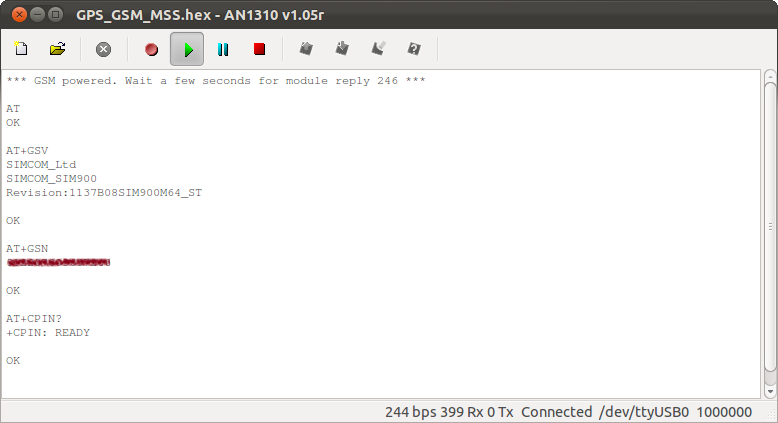 GPS_GSM_MSS.hex - AN1310 v1.05r
*** GSM powered. Wait a few seconds for module reply 246 ***
AT
OK
AT+GSV
SIMCOM_Ltd
SIMCOM_SIM900
Revision:1137B08SIM900M64_ST
OK
AT+GSN
OK
AT+CPIN?
+CPIN: READY
OK
244 bps 399 Rx 0 Tx Connected /dev/ttyUSB0 1000000